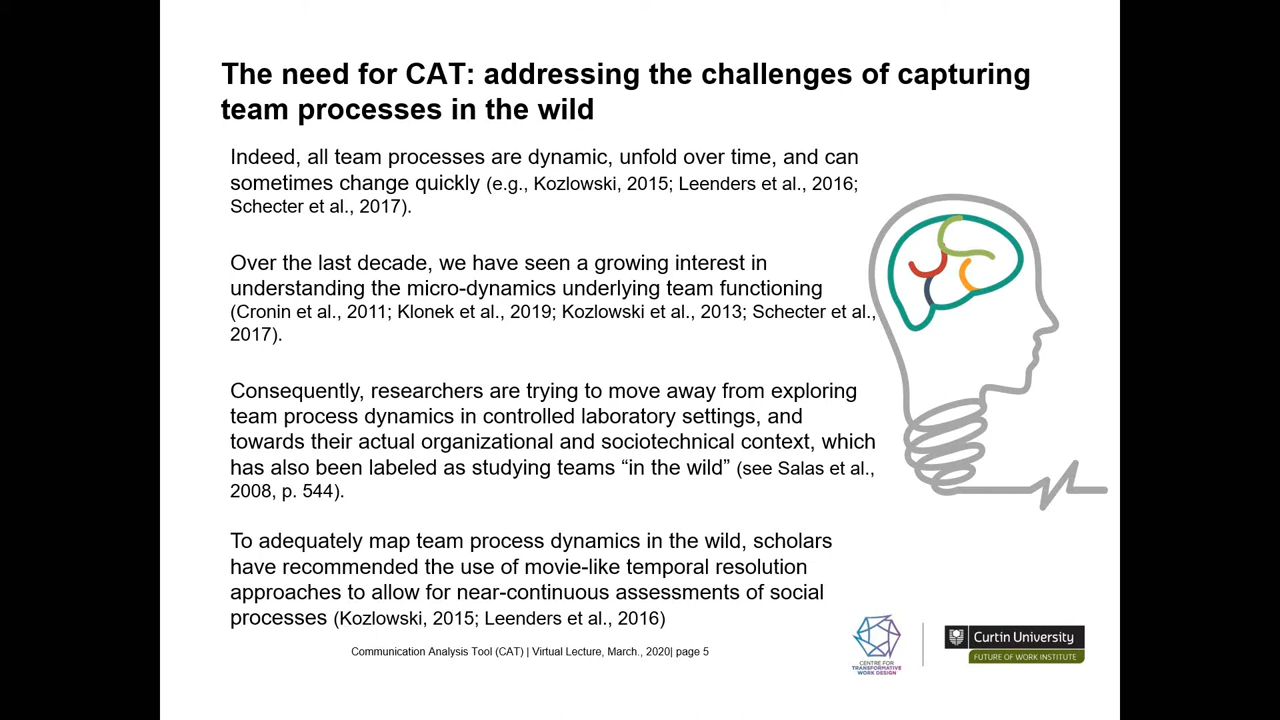 The need for CAT: addressing the challenges of capturing
team processes in the wild
Indeed, all team processes are dynamic, unfold over time, and can
sometimes change quickly (e.g., Kozlowski, 2015; Leenders et al., 2016;
Schecter et al., 2017).
Over the last decade, we have seen a growing interest in
understanding the micro-dynamics underlying team functioning
(Cronin et al., 2011; Klonek et al., 2019; Kozlowski et al., 2013; Schecter et al.,
2017).
Consequently, researchers are trying to move away from exploring
team process dynamics in controlled laboratory settings, and
towards their actual organizational and sociotechnical context, which
has also been labeled as studying teams “in the wild” (see Salas et al.,
2008, p. 544).
To adequately map team process dynamics in the wild, scholars
have recommended the use of movie-like temporal resolution
approaches to allow for near-continuous assessments of social
processes (Kozlowski, 2015; Leenders et al., 2016)
Communication Analysis Tool (CAT) | Virtual Lecture, March., 2020| page 5
CENTRE FOR
TRANSFORMATIVE
WORK DESIGN
Curtin University
FUTURE OF WORK INSTITUTE